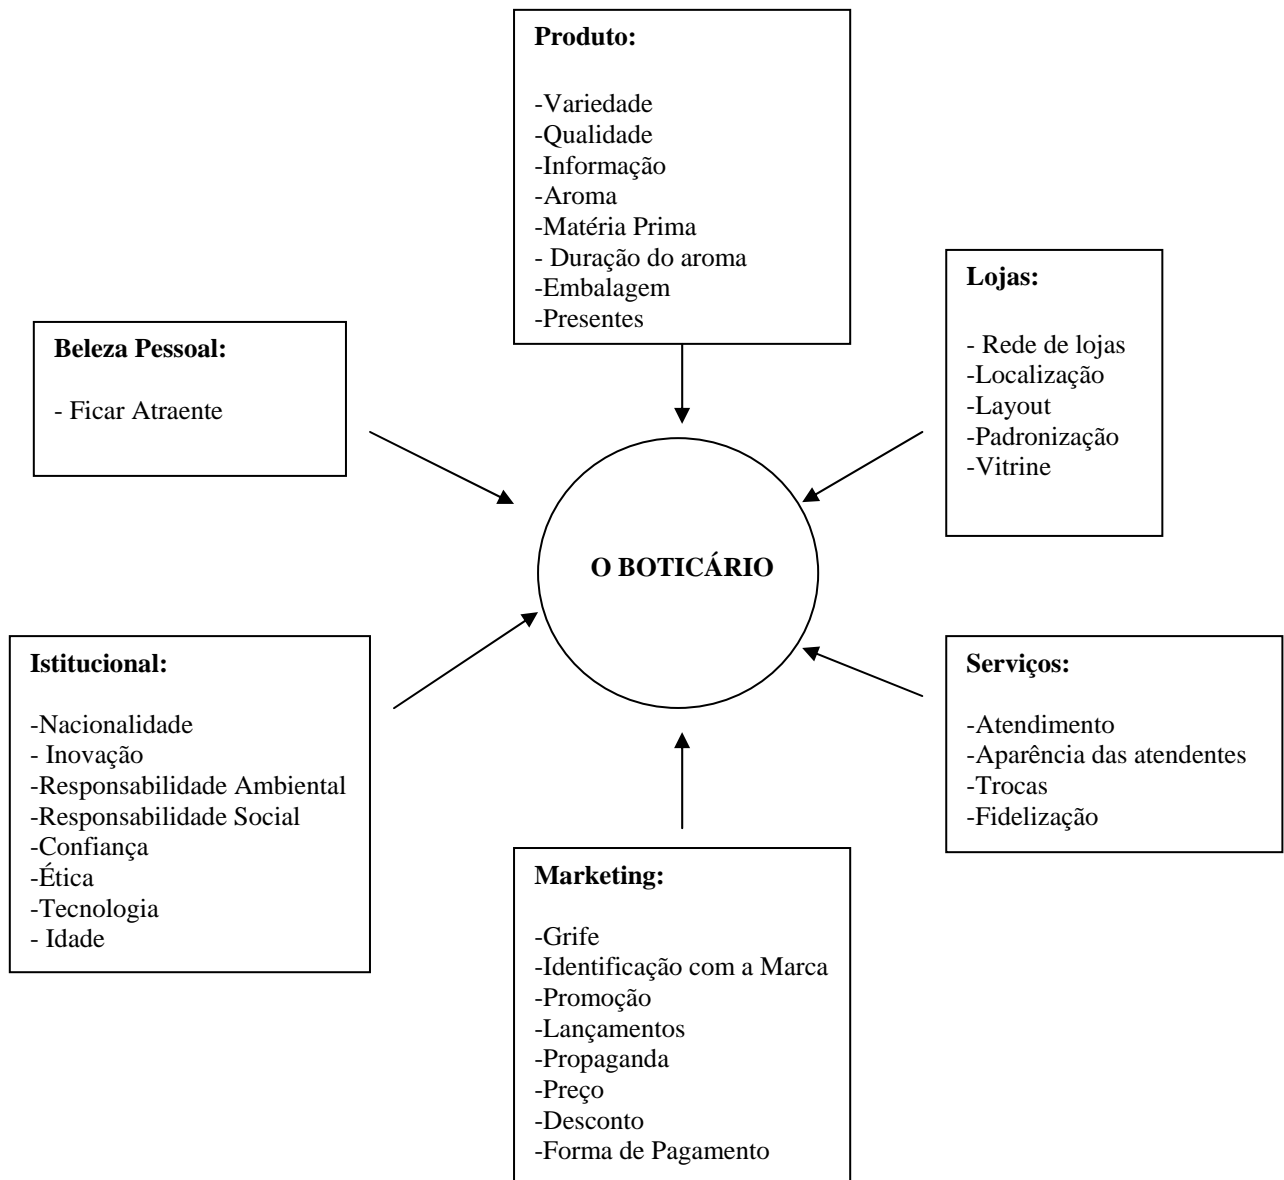 Produto:
-Variedade
-Qualidade
-Informação
-Aroma
-Matéria Prima
- Duração do aroma
-Embalagem
-Presentes
Lojas:
- Rede de lojas
-Localização
-Layout
-Padronização
-Vitrine
Beleza Pessoal:
- Ficar Atraente
O BOTICÁRIO
Istitucional:
-Nacionalidade
- Inovação
-Responsabilidade Ambiental
-Responsabilidade Social
-Confiança
-Ética
-Tecnologia
- Idade
Serviços:
-Atendimento
-Aparência das atendentes
-Trocas
-Fidelização
Marketing:
-Grife
-Identificação com a Marca
-Promoção
-Lançamentos
-Propaganda
-Preço
-Desconto
-Forma de Pagamento